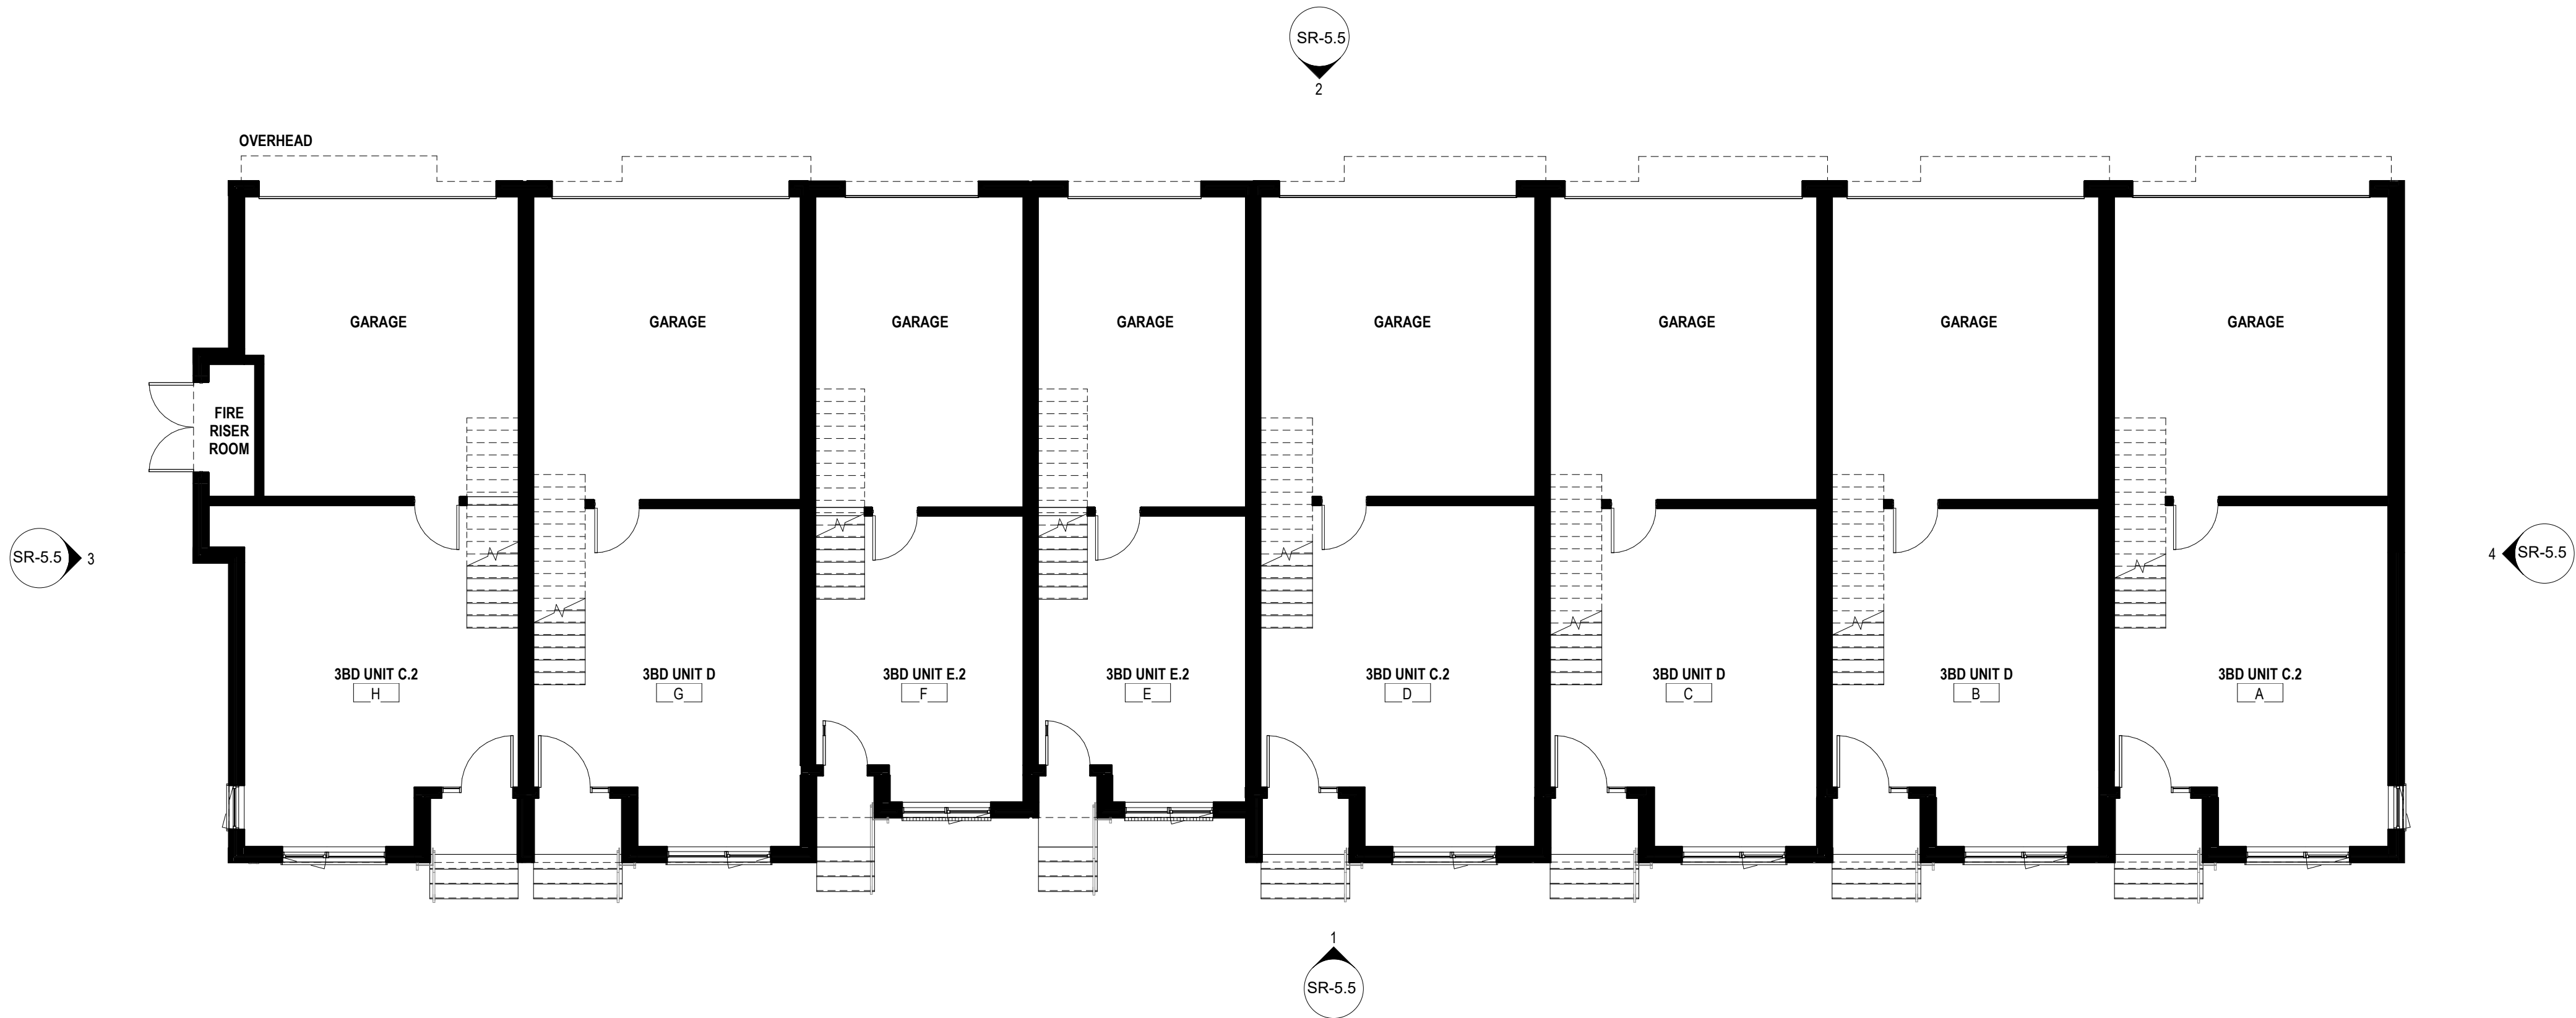 SR-5.5
2
OVERHEAD
GARAGE
GARAGE
GARAGE
GARAGE
GARAGE
GARAGE
GARAGE
GARAGE
FIRE
RISER
ROOM
SR-5.5
3
4
SR-5.5
3BD UNIT C.2
H
3BD UNIT D
G
3BD UNIT E.2
F
3BD UNIT E.2
E
3BD UNIT C.2
D
3BD UNIT D
C
3BD UNIT D
B
3BD UNIT C.2
A
1
SR-5.5